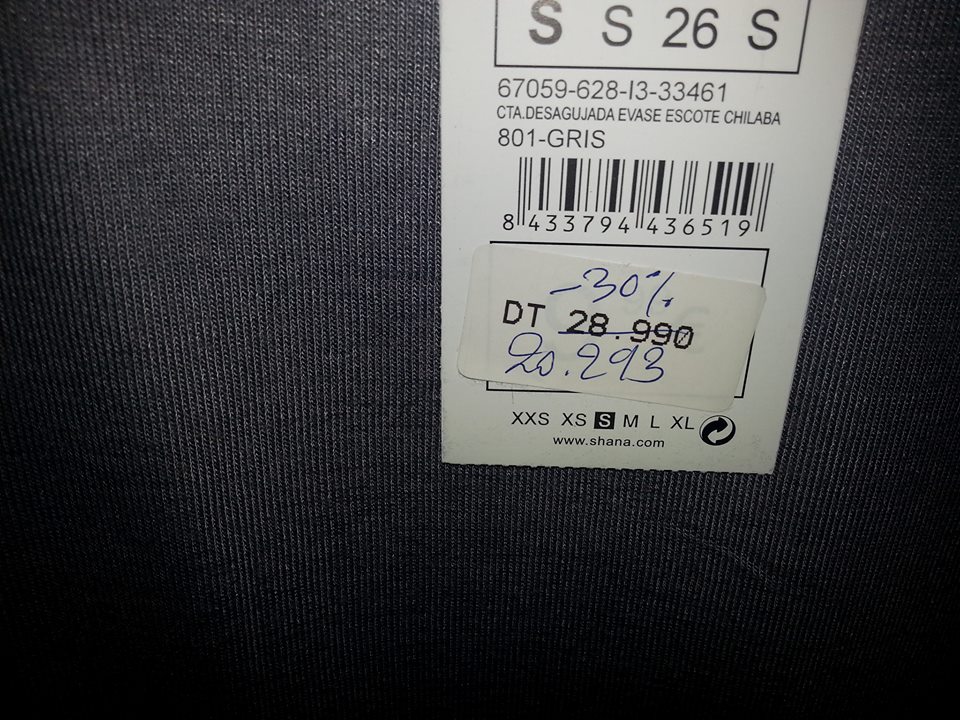 S S 26 S
67059-628-I3-33461
CTA.DESAGUJADA EVASE ESCOTE CHILABA
801-GRIS
8 433794 436519
-30%
DT 28.990
20.293
XXS XS S M L XL
www.shana.com